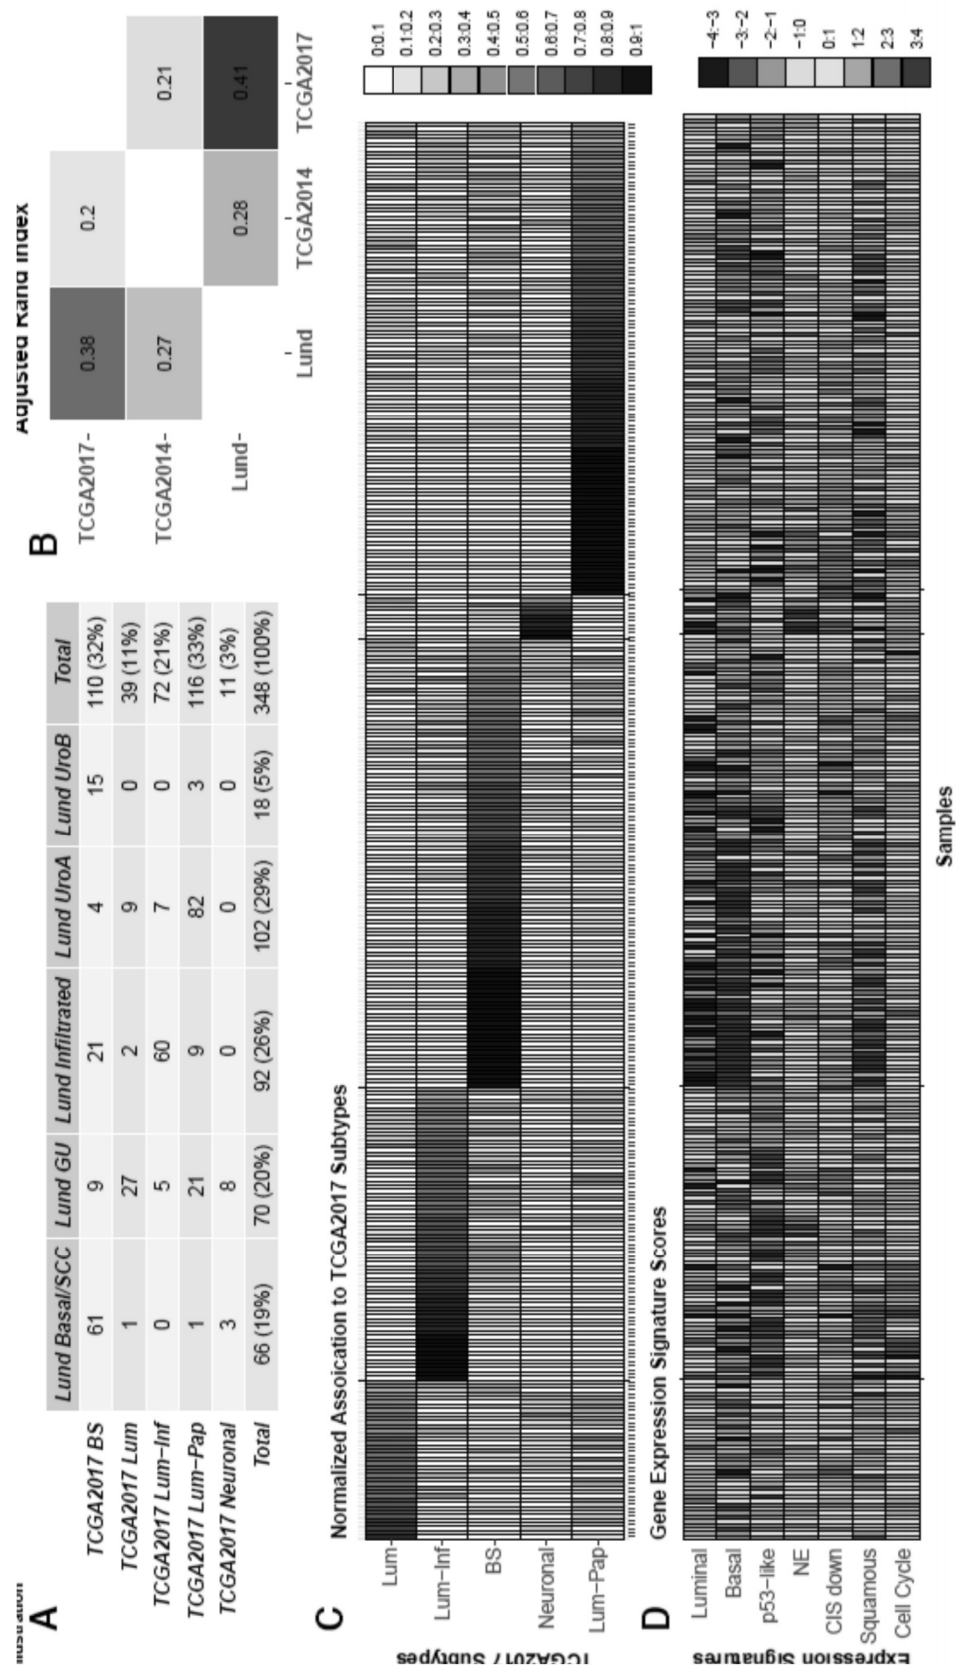 Illustration
A
Lund Basal/SCC Lund GU Lund Infiltrated Lund UroA Lund UroB Total
TCGA2017 BS 61 9 21 4 15 110 (32%)
TCGA2017 Lum 1 27 2 9 0 39 (11%)
TCGA2017 Lum−Inf 0 5 60 7 0 72 (21%)
TCGA2017 Lum−Pap 1 21 9 82 3 116 (33%)
TCGA2017 Neuronal 3 8 0 0 0 11 (3%)
Total 66 (19%) 70 (20%) 92 (26%) 102 (29%) 18 (5%) 348 (100%)
B
Adjusted Rand Index
TCGA2017- 0.38 0.2
TCGA2014- 0.27 0.21
Lund- 0.28 0.41
Lund TCGA2014 TCGA2017
C
Normalized Assoication to TCGA2017 Subtypes
TCGA2017 Subtypes
Lum
Lum−Inf
BS
Neuronal
Lum−Pap
0:0.1
0.1:0.2
0.2:0.3
0.3:0.4
0.4:0.5
0.5:0.6
0.6:0.7
0.7:0.8
0.8:0.9
0.9:1
D
Gene Expression Signature Scores
Expression Signatures
Luminal
Basal
p53−like
NE
CIS down
Squamous
Cell Cycle
−4:−3
−3:−2
−2:−1
−1:0
0:1
1:2
2:3
3:4
Samples